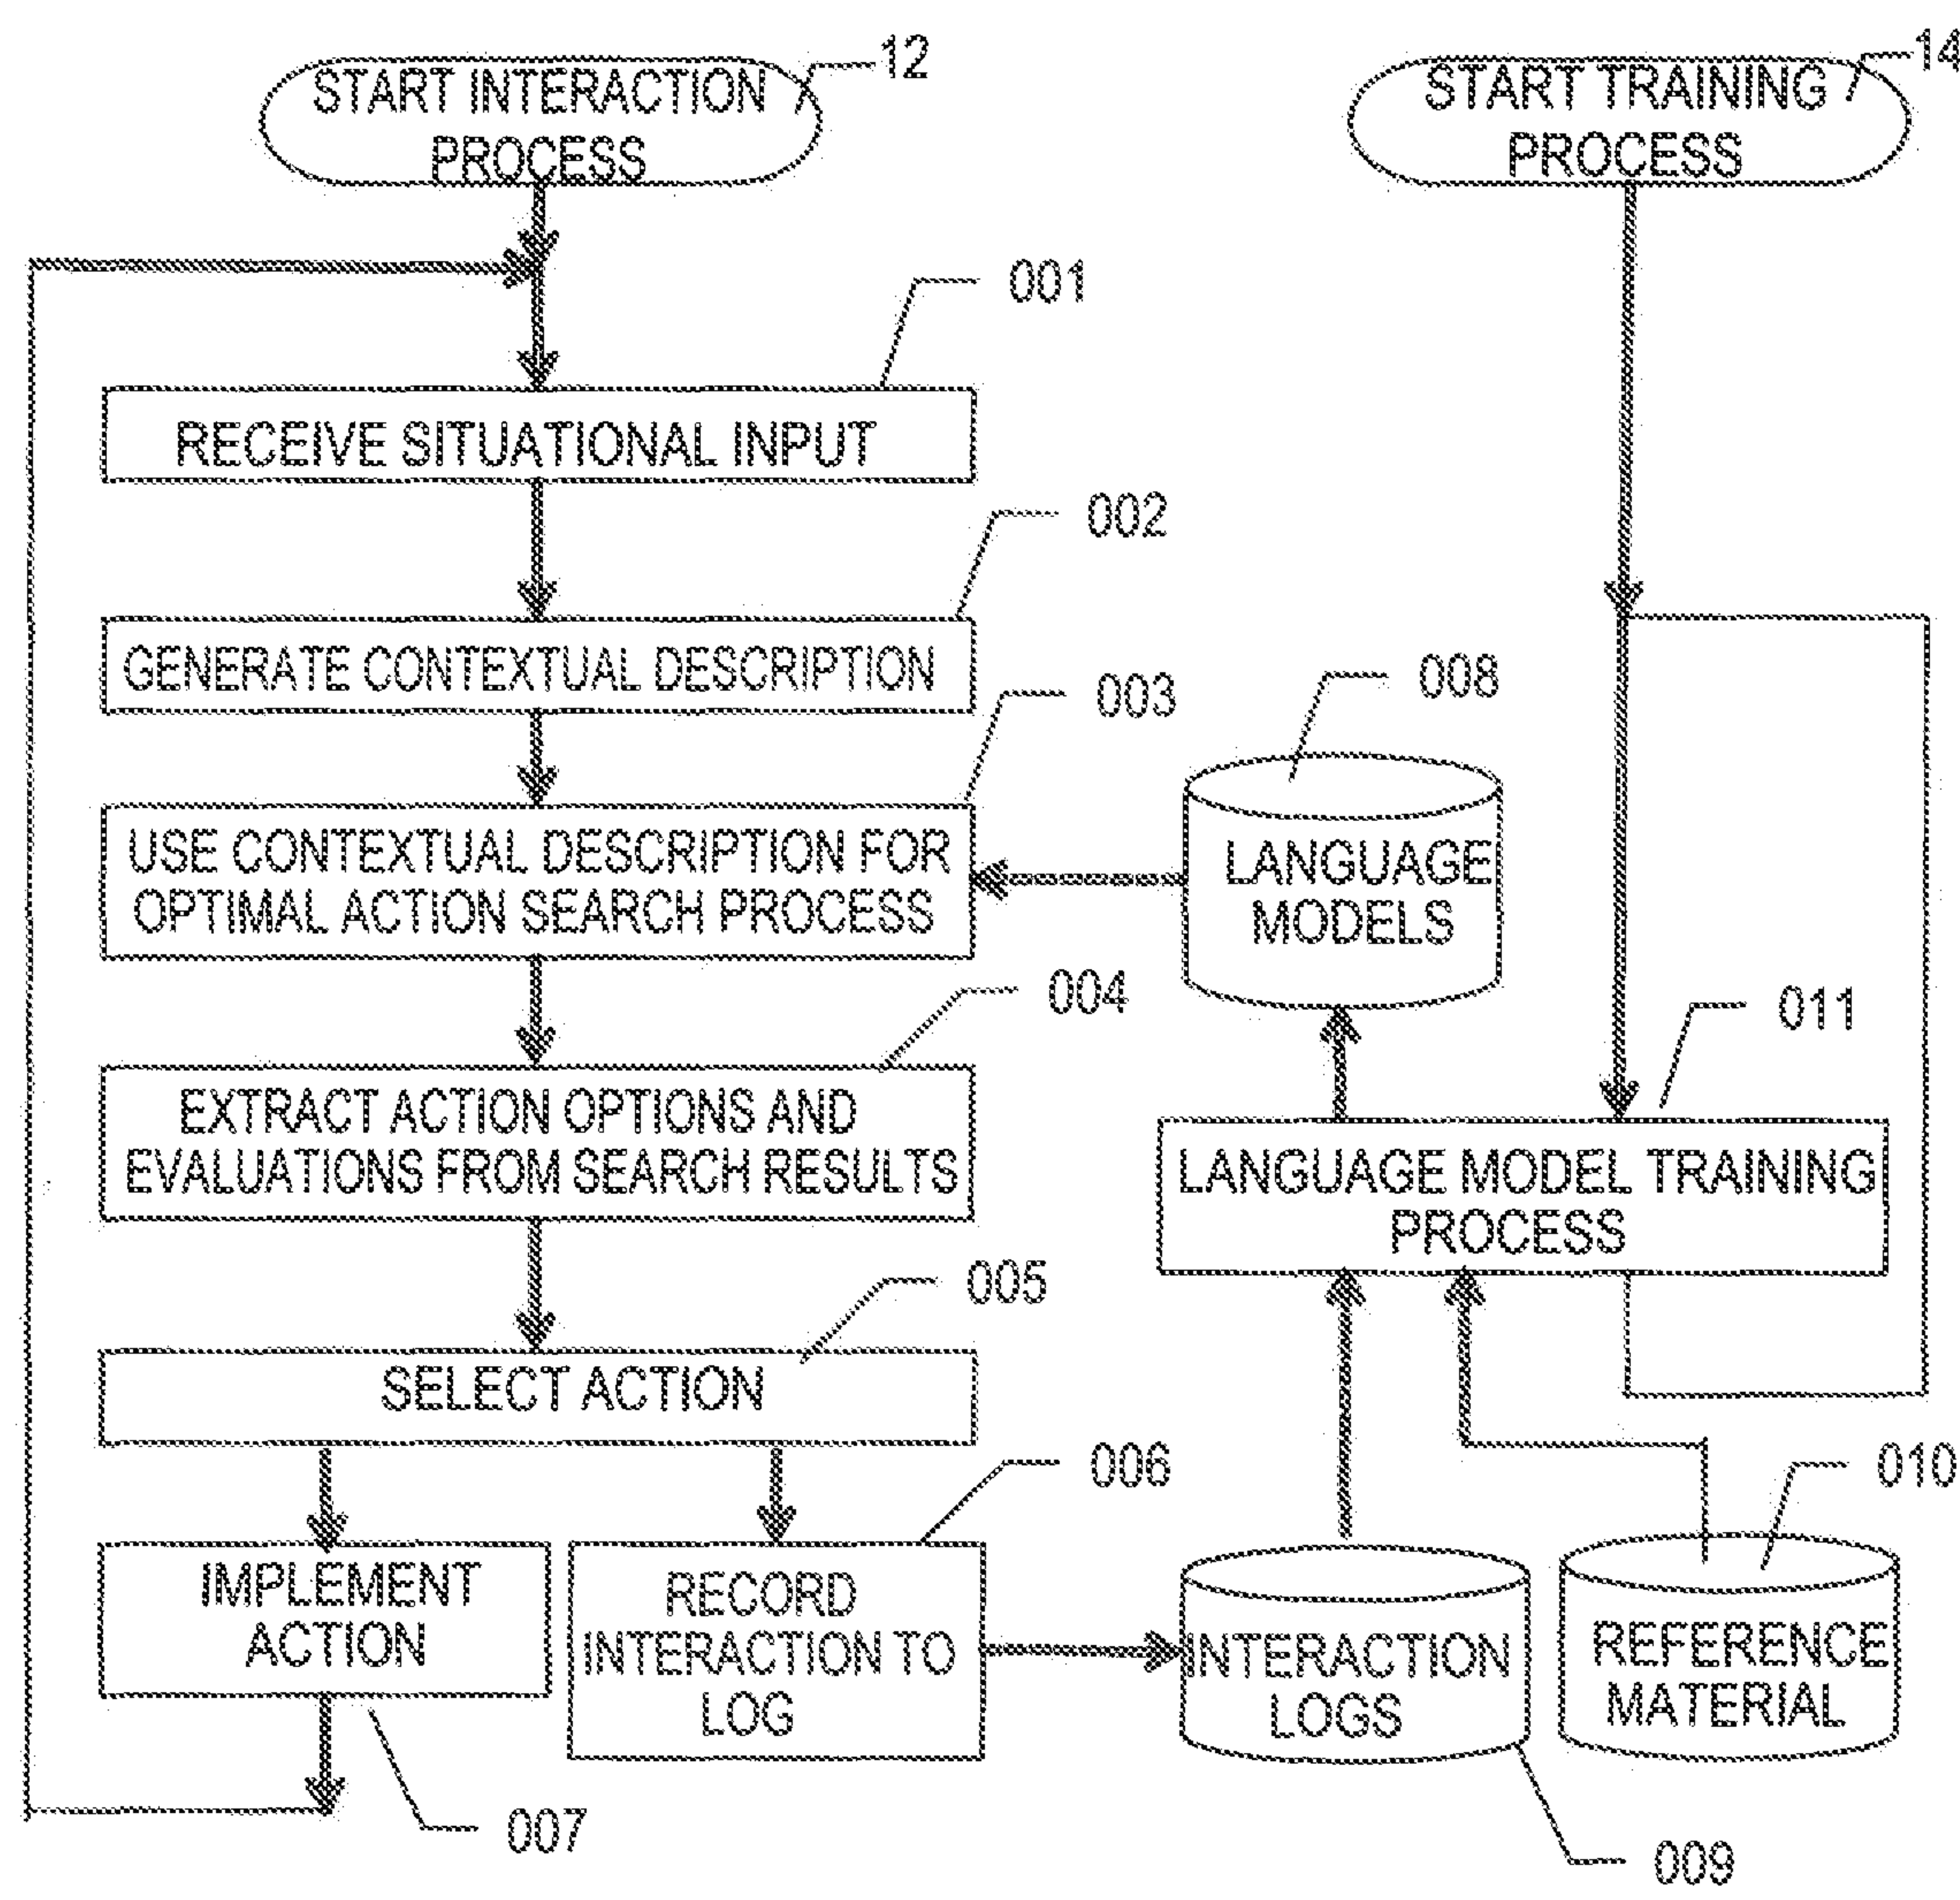 START INTERACTION
PROCESS
12
START TRAINING
PROCESS
14
001
RECEIVE SITUATIONAL INPUT
002
GENERATE CONTEXTUAL DESCRIPTION
003
USE CONTEXTUAL DESCRIPTION FOR
OPTIMAL ACTION SEARCH PROCESS
008
LANGUAGE
MODELS
004
EXTRACT ACTION OPTIONS AND
EVALUATIONS FROM SEARCH RESULTS
011
LANGUAGE MODEL TRAINING
PROCESS
005
SELECT ACTION
006
IMPLEMENT
ACTION
007
RECORD
INTERACTION TO
LOG
INTERACTION
LOGS
009
010
REFERENCE
MATERIAL